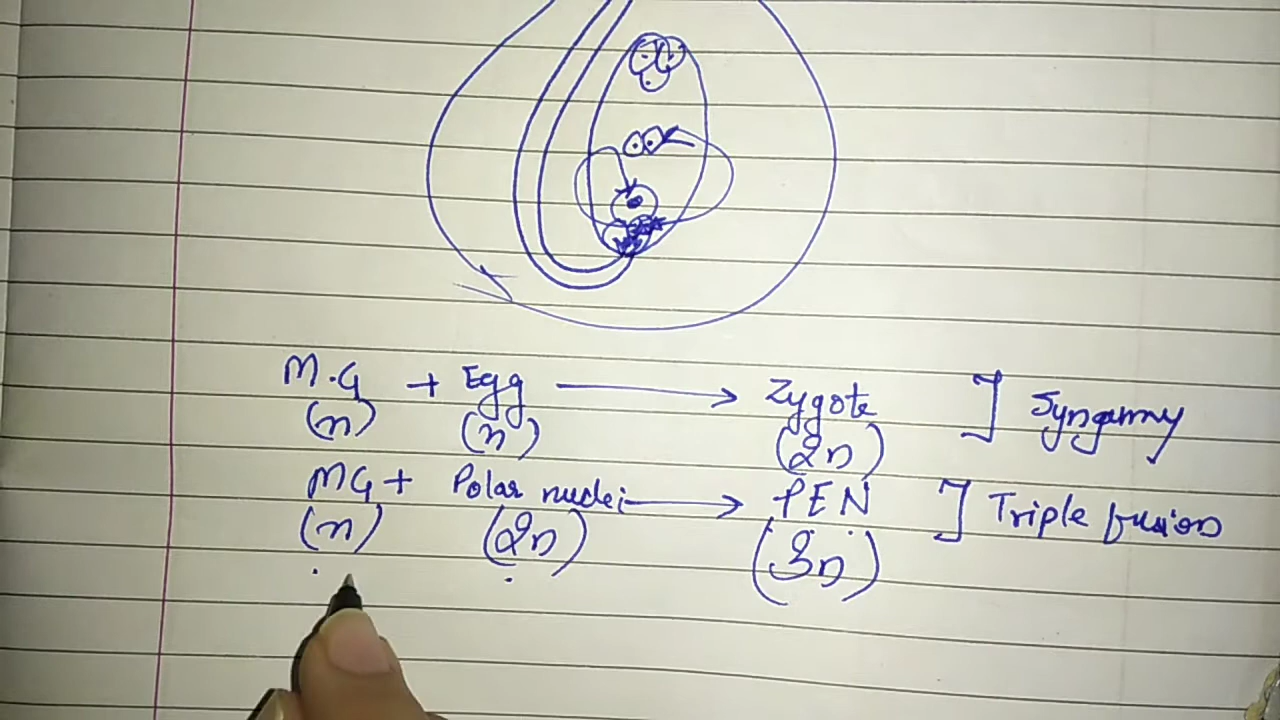 M.G + Egg → Zygote ] Syngamy
(n) (n) (2n)
MG + Polar nuclei → PEN ] Triple fusion
(n) (2n) (3n)